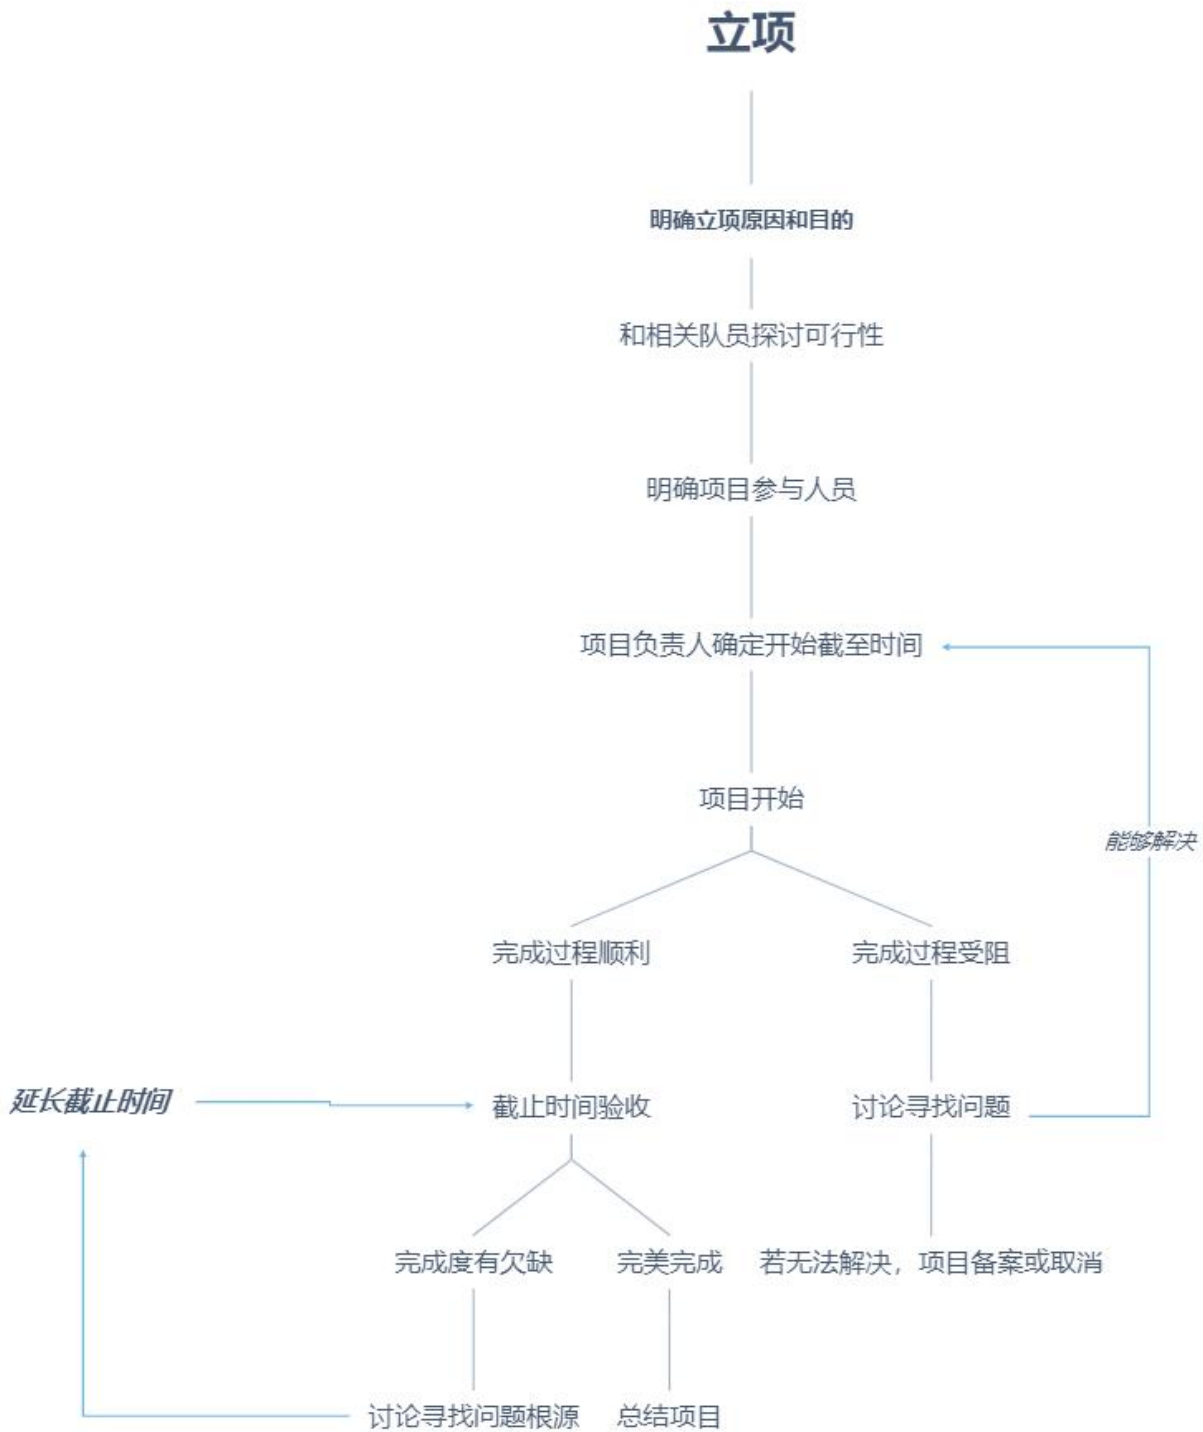 立项
明确立项原因和目的
和相关队员探讨可行性
明确项目参与人员
项目负责人确定开始截至时间
项目开始
能够解决
完成过程顺利
完成过程受阻
延长截止时间
截止时间验收
讨论寻找问题
完成度有欠缺
完美完成
若无法解决，项目备案或取消
讨论寻找问题根源
总结项目